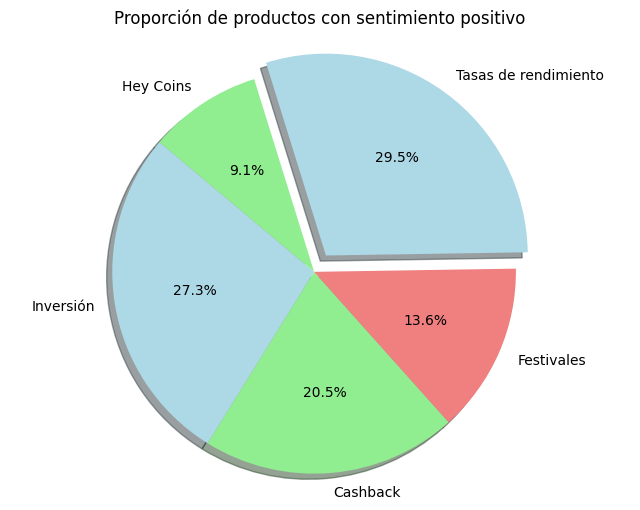 Proporción de productos con sentimiento positivo
Tasas de rendimiento
29.5%
Hey Coins
9.1%
Inversión
27.3%
Cashback
20.5%
Festivales
13.6%